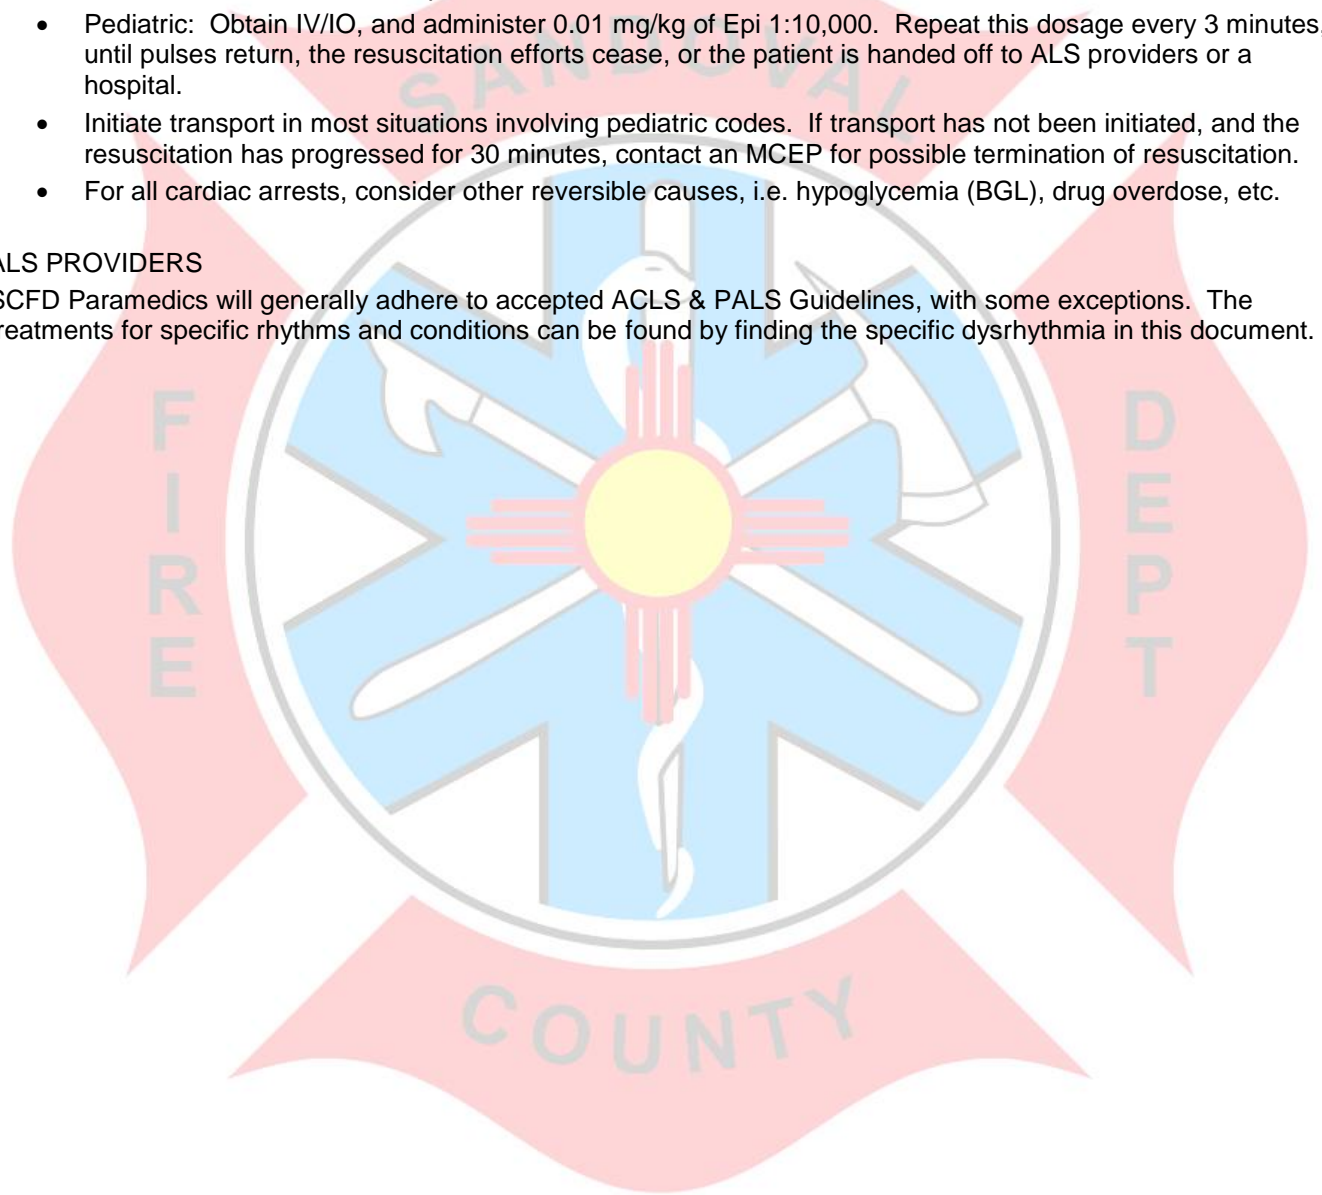 • Pediatric: Obtain IV/IO, and administer 0.01 mg/kg of Epi 1:10,000. Repeat this dosage every 3 minutes,
until pulses return, the resuscitation efforts cease, or the patient is handed off to ALS providers or a
hospital.
• Initiate transport in most situations involving pediatric codes. If transport has not been initiated, and the
resuscitation has progressed for 30 minutes, contact an MCEP for possible termination of resuscitation.
• For all cardiac arrests, consider other reversible causes, i.e. hypoglycemia (BGL), drug overdose, etc.
ALS PROVIDERS
SCFD Paramedics will generally adhere to accepted ACLS & PALS Guidelines, with some exceptions. The
treatments for specific rhythms and conditions can be found by finding the specific dysrhythmia in this document.
SANDOVAL
FIRE
DEPT
COUNTY